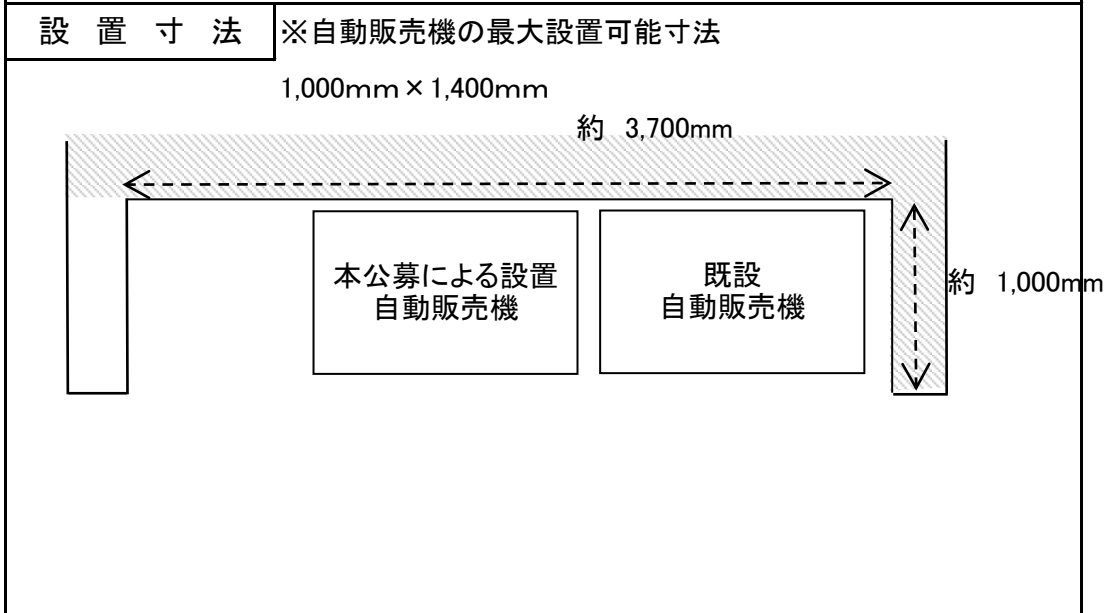 設 置 寸 法
※自動販売機の最大設置可能寸法
1,000mm×1,400mm
約 3,700mm
本公募による設置
自動販売機
既設
自動販売機
約 1,000mm